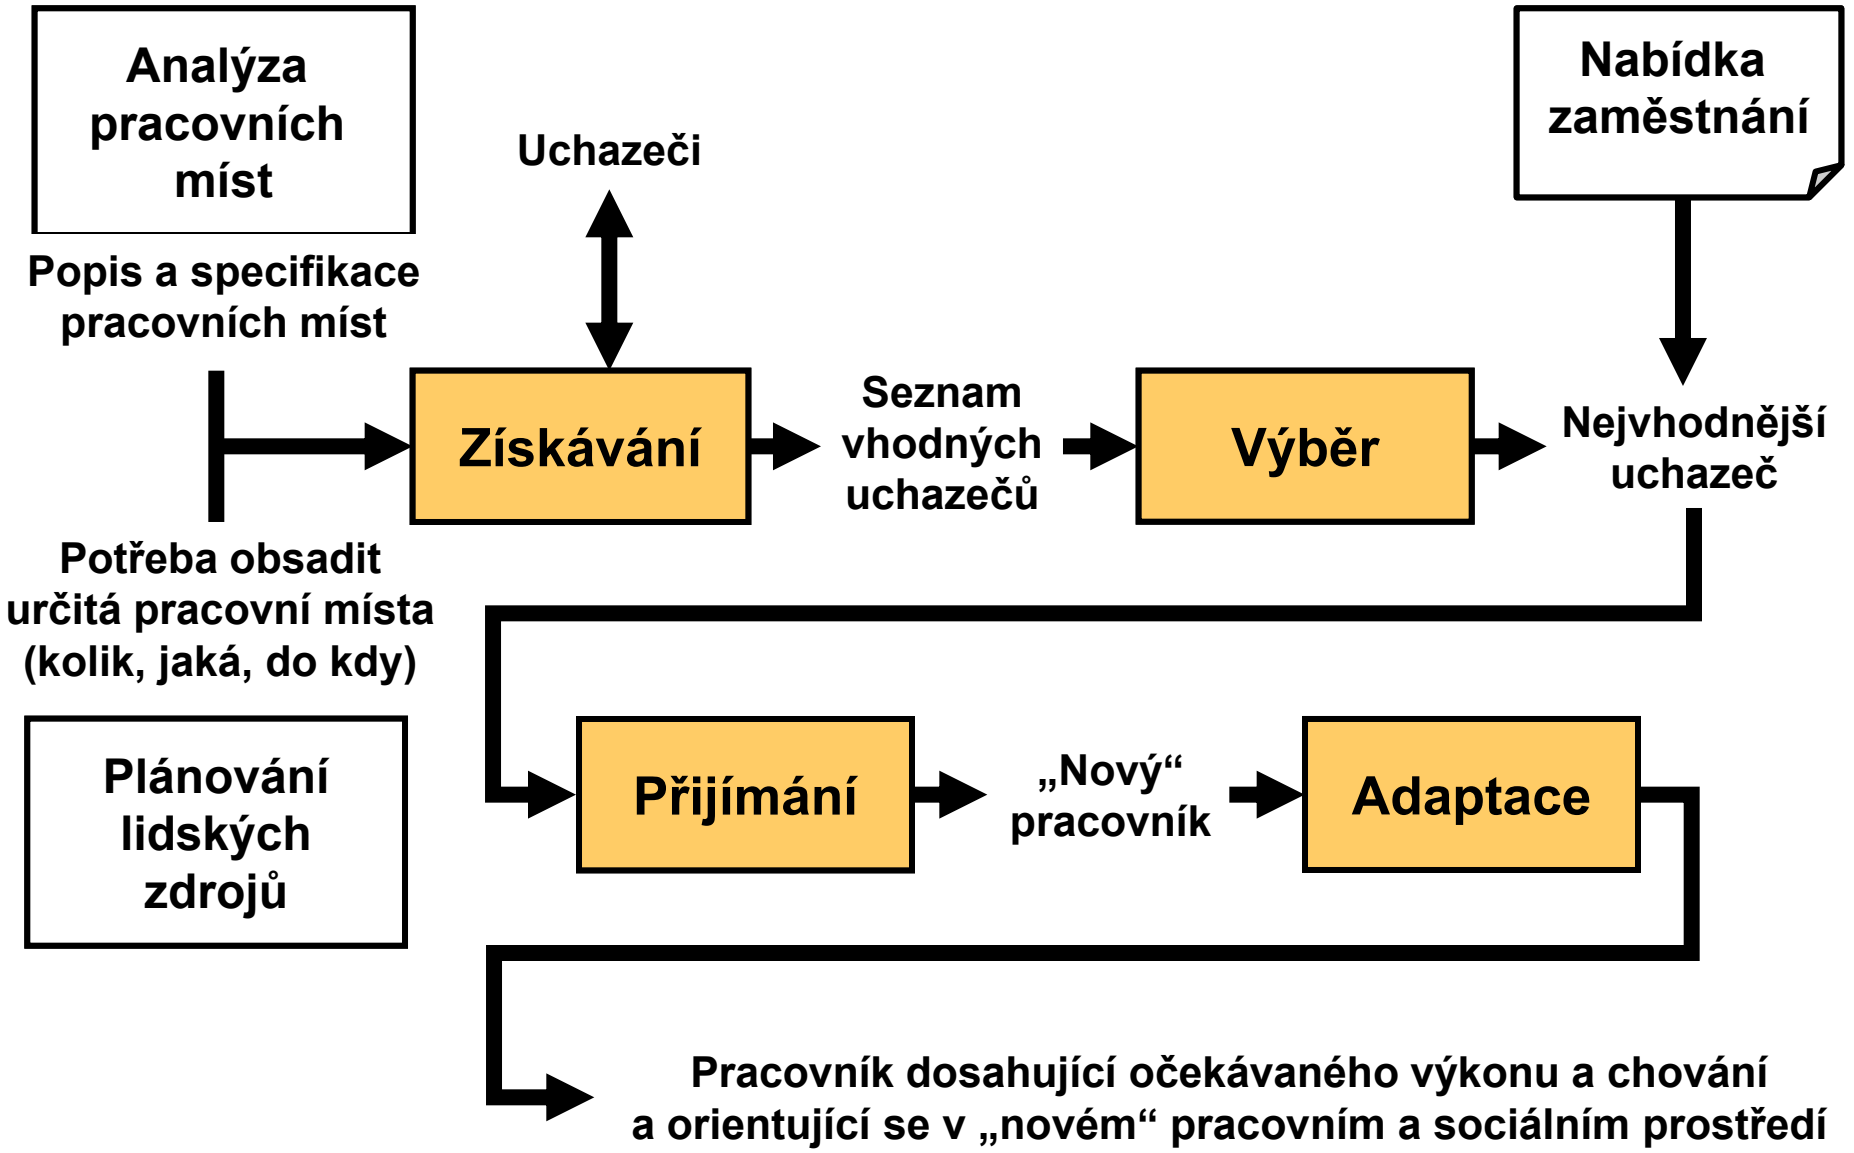 Analýza
pracovních
míst
Uchazeči
Nabídka
zaměstnání
Popis a specifikace
pracovních míst
Získávání
Seznam
vhodných
uchazečů
Výběr
Nejvhodnější
uchazeč
Potřeba obsadit
určitá pracovní místa
(kolik, jaká, do kdy)
Plánování
lidských
zdrojů
Přijímání
„Nový“
pracovník
Adaptace
Pracovník dosahující očekávaného výkonu a chování
a orientující se v „novém“ pracovním a sociálním prostředí